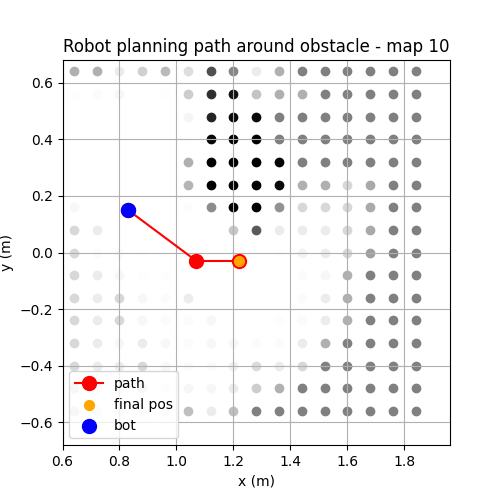 Robot planning path around obstacle - map 10
y (m)
0.6
0.4
0.2
0.0
−0.2
−0.4
−0.6
path
final pos
bot
0.6 0.8 1.0 1.2 1.4 1.6 1.8
x (m)